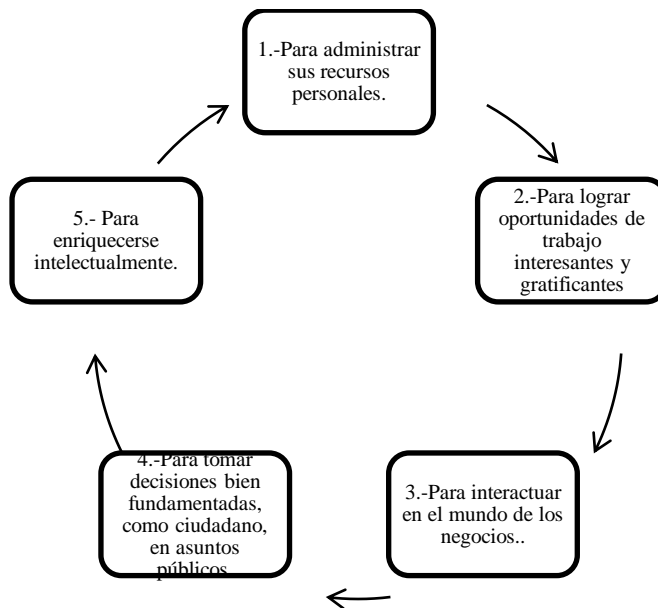 1.-Para administrar
sus recursos
personales.
2.-Para lograr
oportunidades de
trabajo
interesantes y
gratificantes
3.-Para interactuar
en el mundo de los
negocios..
4.-Para tomar
decisiones bien
fundamentadas,
como ciudadano,
en asuntos
públicos
5.- Para
enriquecerse
intelectualmente.